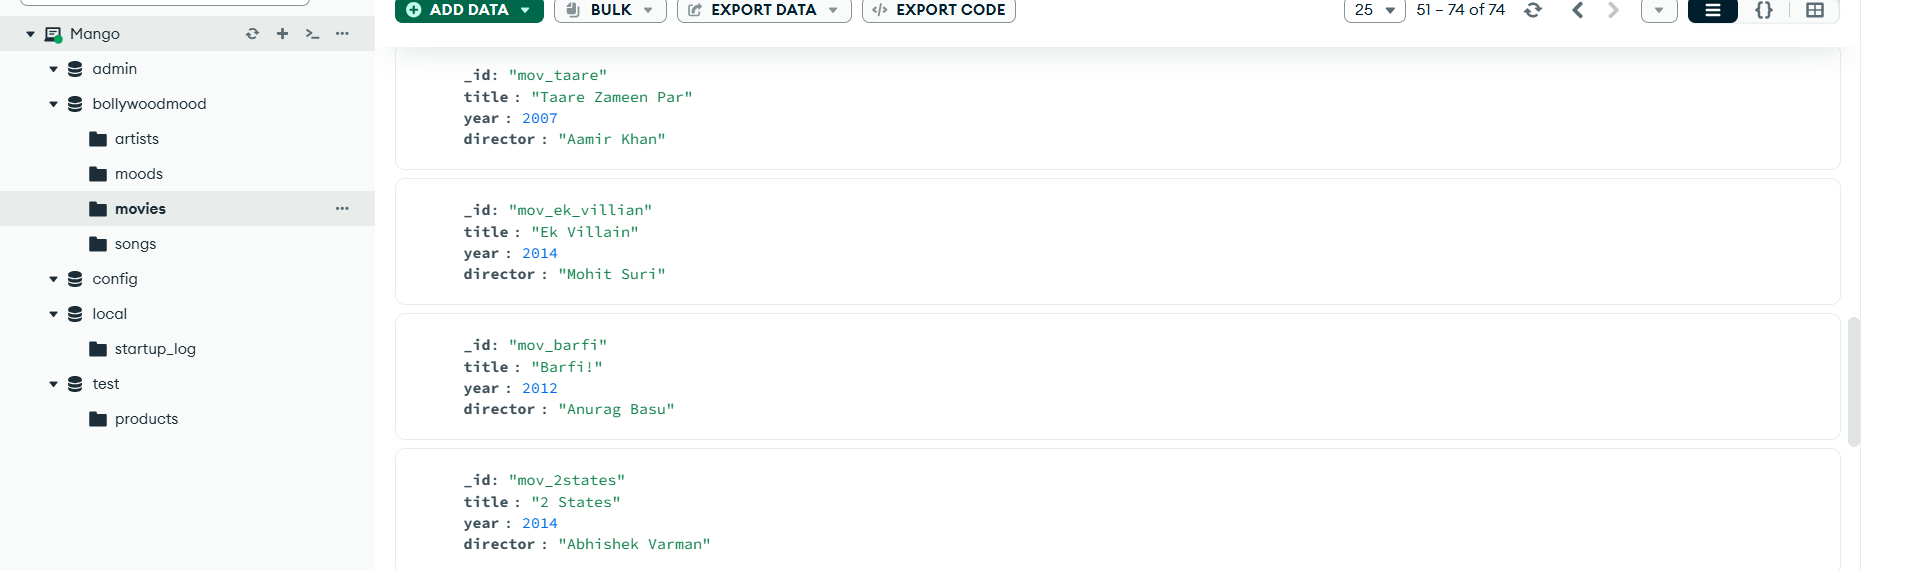 ADD DATA
BULK
EXPORT DATA
EXPORT CODE
25
51 – 74 of 74
Mango
admin
bollywoodmood
artists
moods
movies
songs
config
local
startup_log
test
products
_id: "mov_taare"
title : "Taare Zameen Par"
year : 2007
director : "Aamir Khan"
_id: "mov_ek_villian"
title : "Ek Villain"
year : 2014
director : "Mohit Suri"
_id: "mov_barfi"
title : "Barfi!"
year : 2012
director : "Anurag Basu"
_id: "mov_2states"
title : "2 States"
year : 2014
director : "Abhishek Varman"